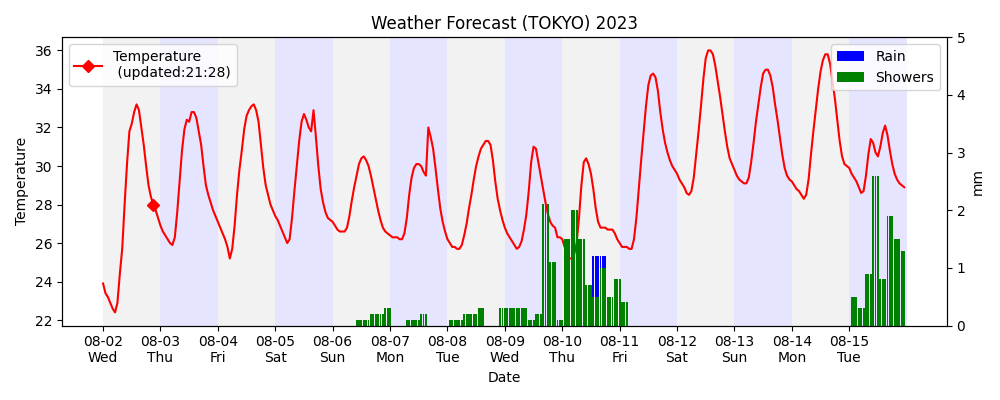 Weather Forecast (TOKYO) 2023
Temperature
(updated:21:28)
Rain
Showers
Temperature
36
34
32
30
28
26
24
22
5
4
3
2
1
0
mm
08-02 08-03 08-04 08-05 08-06 08-07 08-08 08-09 08-10 08-11 08-12 08-13 08-14 08-15
Wed Thu Fri Sat Sun Mon Tue Wed Thu Fri Sat Sun Mon Tue
Date